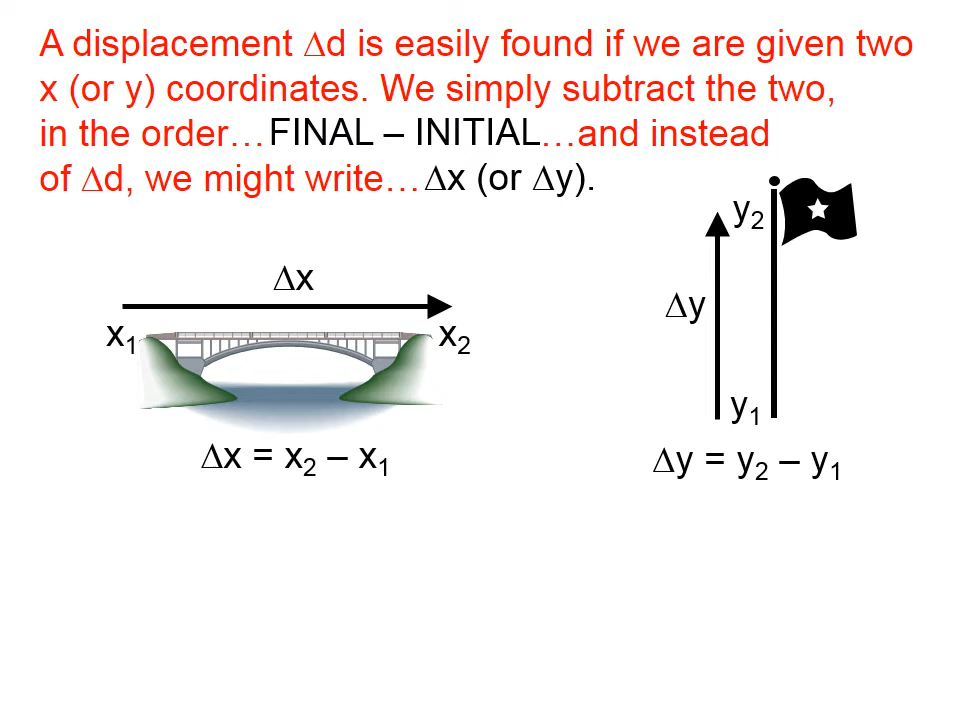 A displacement ∆d is easily found if we are given two
x (or y) coordinates. We simply subtract the two,
in the order…FINAL – INITIAL…and instead
of ∆d, we might write…∆x (or ∆y).
∆x
x₁
x₂
∆x = x₂ – x₁
y₂
∆y
y₁
∆y = y₂ – y₁